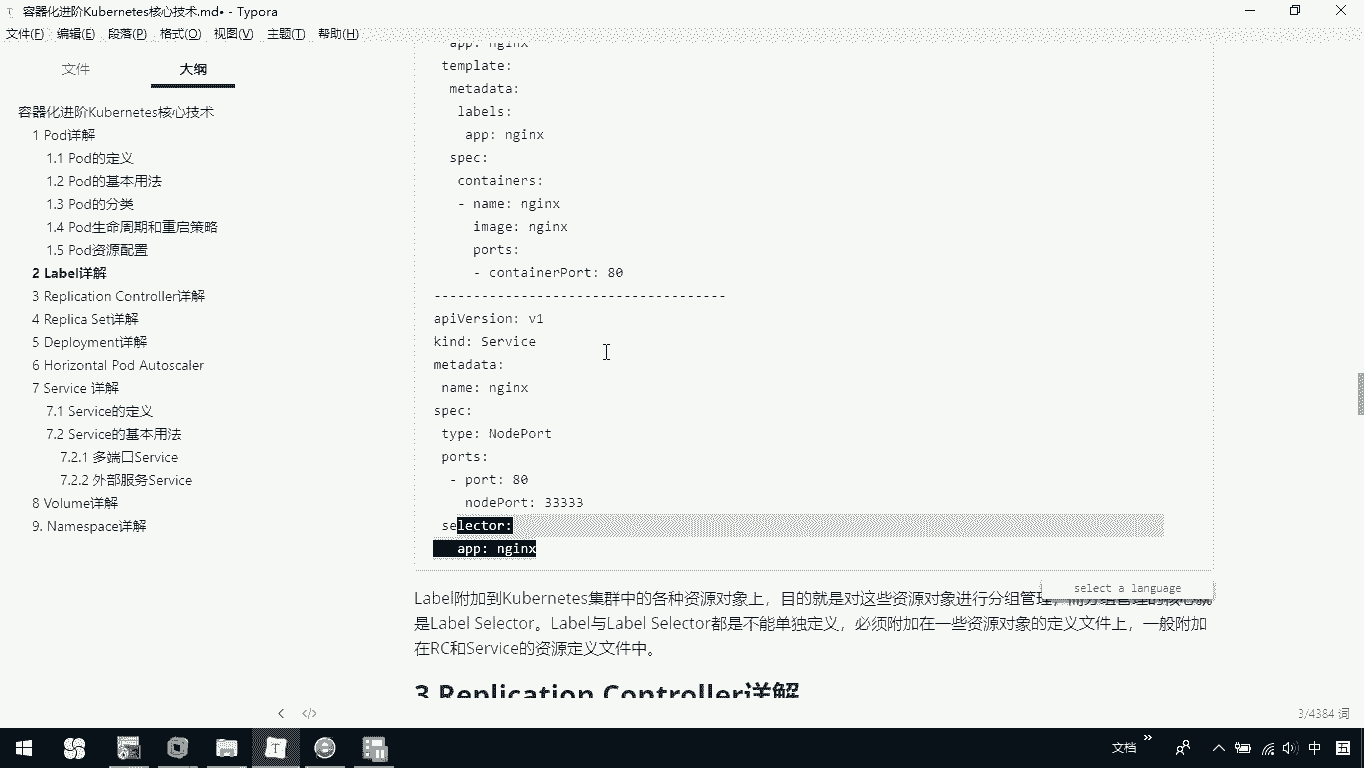 容器化进阶Kubernetes核心技术.md• - Typora
文件(F) 编辑(E) 段落(P) 格式(O) 视图(V) 主题(T) 帮助(H)
文件 大纲
容器化进阶Kubernetes核心技术
1 Pod详解
1.1 Pod的定义
1.2 Pod的基本用法
1.3 Pod的分类
1.4 Pod生命周期和重启策略
1.5 Pod资源配置
2 Label详解
3 Replication Controller详解
4 Replica Set详解
5 Deployment详解
6 Horizontal Pod Autoscaler
7 Service 详解
7.1 Service的定义
7.2 Service的基本用法
7.2.1 多端口Service
7.2.2 外部服务Service
8 Volume详解
9. Namespace详解
app: nginx
template:
metadata:
labels:
app: nginx
spec:
containers:
- name: nginx
image: nginx
ports:
- containerPort: 80
-------------------------------------
apiVersion: v1
kind: Service
metadata:
name: nginx
spec:
type: NodePort
ports:
- port: 80
nodePort: 33333
selector:
app: nginx
select a language
Label附加到Kubernetes集群中的各种资源对象上，目的就是对这些资源对象进行分组管理，而分组管理的核心就
是Label Selector。Label与Label Selector都是不能单独定义，必须附加在一些资源对象的定义文件上，一般附加
在RC和Service的资源定义文件中。
3 Replication Controller详解
3/4384 词
文档 » 中 五